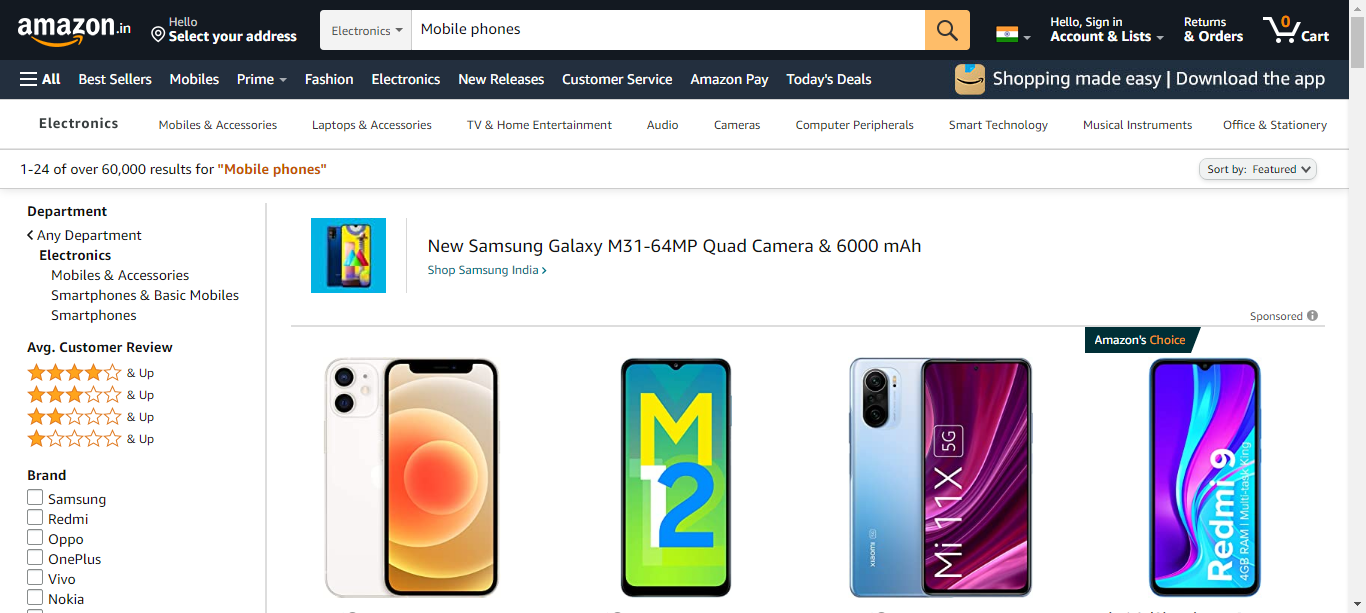 amazon.in
Hello
Select your address
Electronics
Mobile phones
Hello, Sign in
Account & Lists
Returns
& Orders
0
Cart
All
Best Sellers
Mobiles
Prime
Fashion
Electronics
New Releases
Customer Service
Amazon Pay
Today's Deals
Shopping made easy | Download the app
Electronics
Mobiles & Accessories
Laptops & Accessories
TV & Home Entertainment
Audio
Cameras
Computer Peripherals
Smart Technology
Musical Instruments
Office & Stationery
1-24 of over 60,000 results for "Mobile phones"
Sort by: Featured
Department
Any Department
Electronics
Mobiles & Accessories
Smartphones & Basic Mobiles
Smartphones
Avg. Customer Review
& Up
& Up
& Up
& Up
Brand
Samsung
Redmi
Oppo
OnePlus
Vivo
Nokia
New Samsung Galaxy M31-64MP Quad Camera & 6000 mAh
Shop Samsung India
Sponsored
Amazon's Choice
M
12
xiaomi
Mi 11X 5G
Redmi 9
4GB RAM | Multi-task King